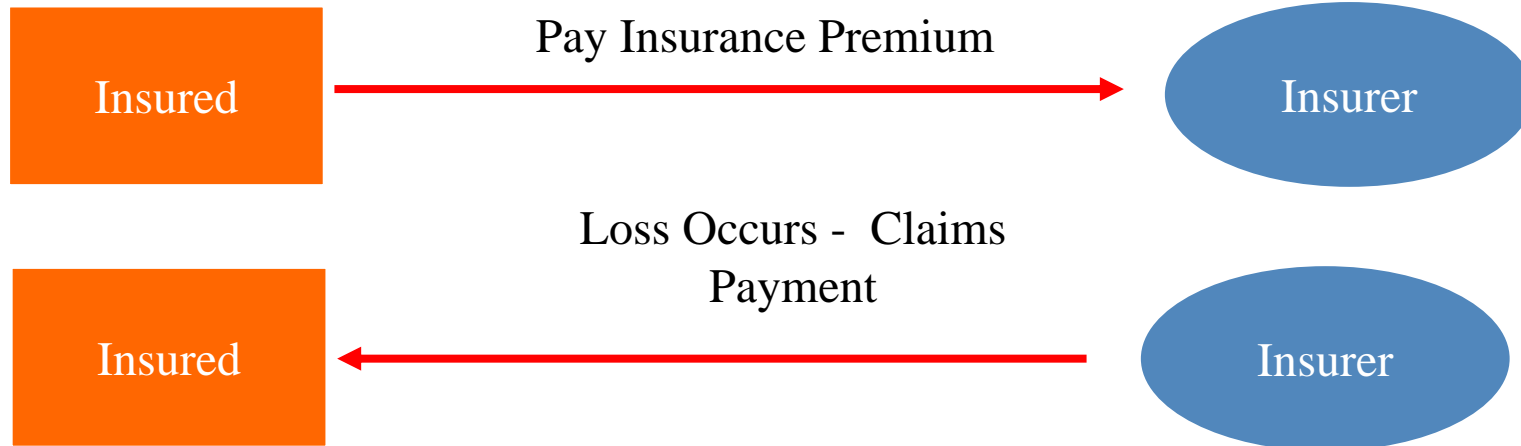 Pay Insurance Premium
Insured
Insurer
Loss Occurs - Claims
Payment
Insured
Insurer